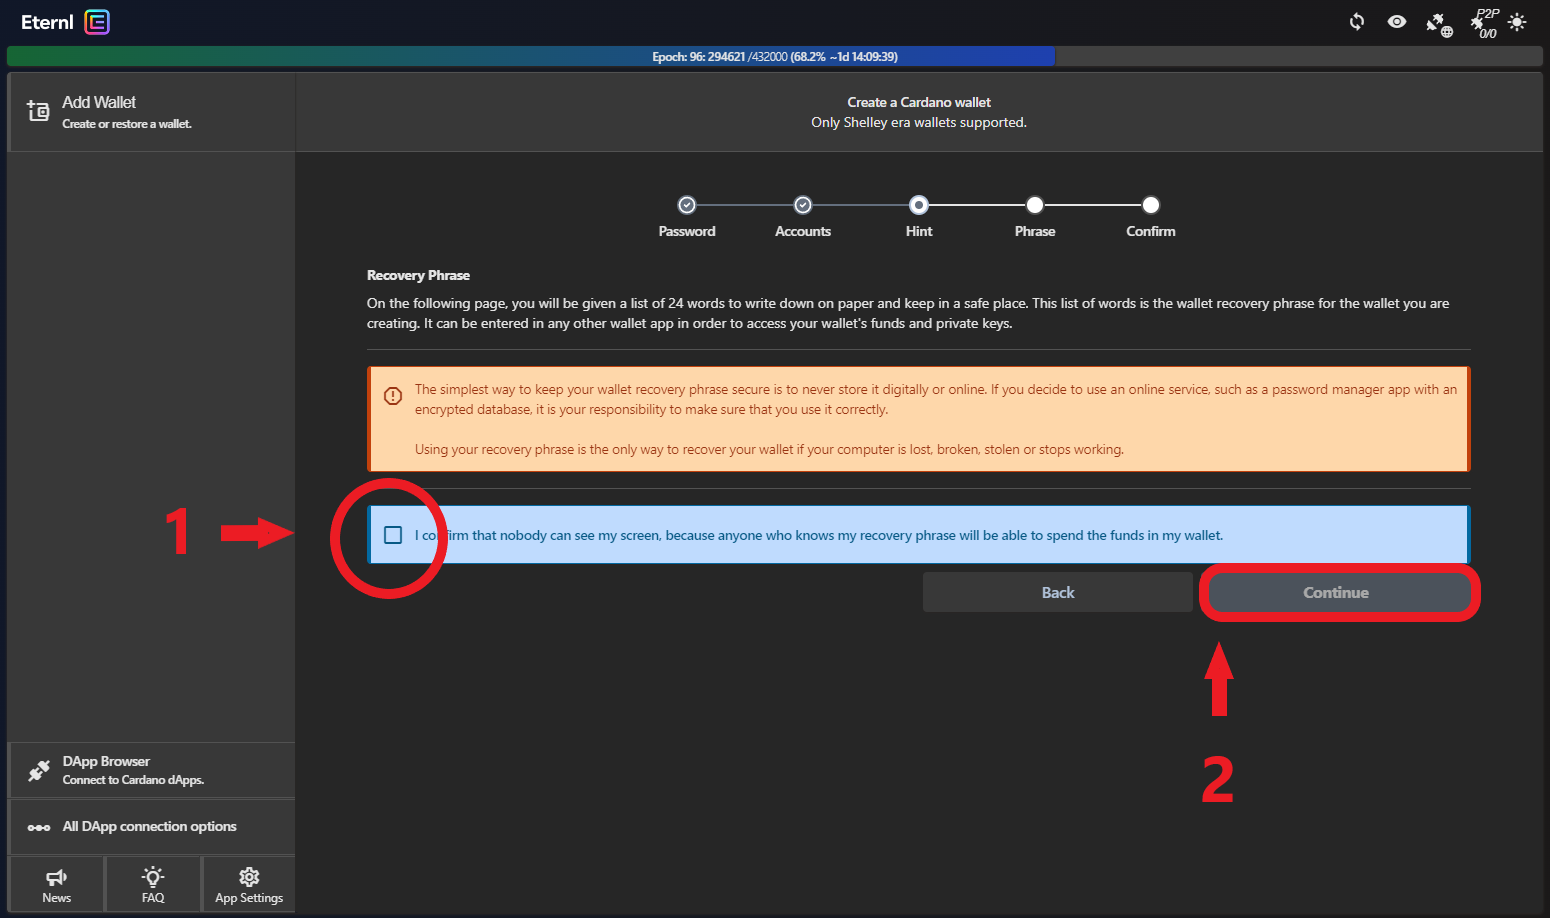 Eternl
P2P
0/0
Epoch: 96: 294621 /432000 (68.2% ~1d 14:09:39)
Add Wallet
Create or restore a wallet.
Create a Cardano wallet
Only Shelley era wallets supported.
Password
Accounts
Hint
Phrase
Confirm
Recovery Phrase
On the following page, you will be given a list of 24 words to write down on paper and keep in a safe place. This list of words is the wallet recovery phrase for the wallet you are
creating. It can be entered in any other wallet app in order to access your wallet's funds and private keys.
The simplest way to keep your wallet recovery phrase secure is to never store it digitally or online. If you decide to use an online service, such as a password manager app with an
encrypted database, it is your responsibility to make sure that you use it correctly.
Using your recovery phrase is the only way to recover your wallet if your computer is lost, broken, stolen or stops working.
1
I confirm that nobody can see my screen, because anyone who knows my recovery phrase will be able to spend the funds in my wallet.
Back
Continue
2
DApp Browser
Connect to Cardano dApps.
All DApp connection options
News
FAQ
App Settings